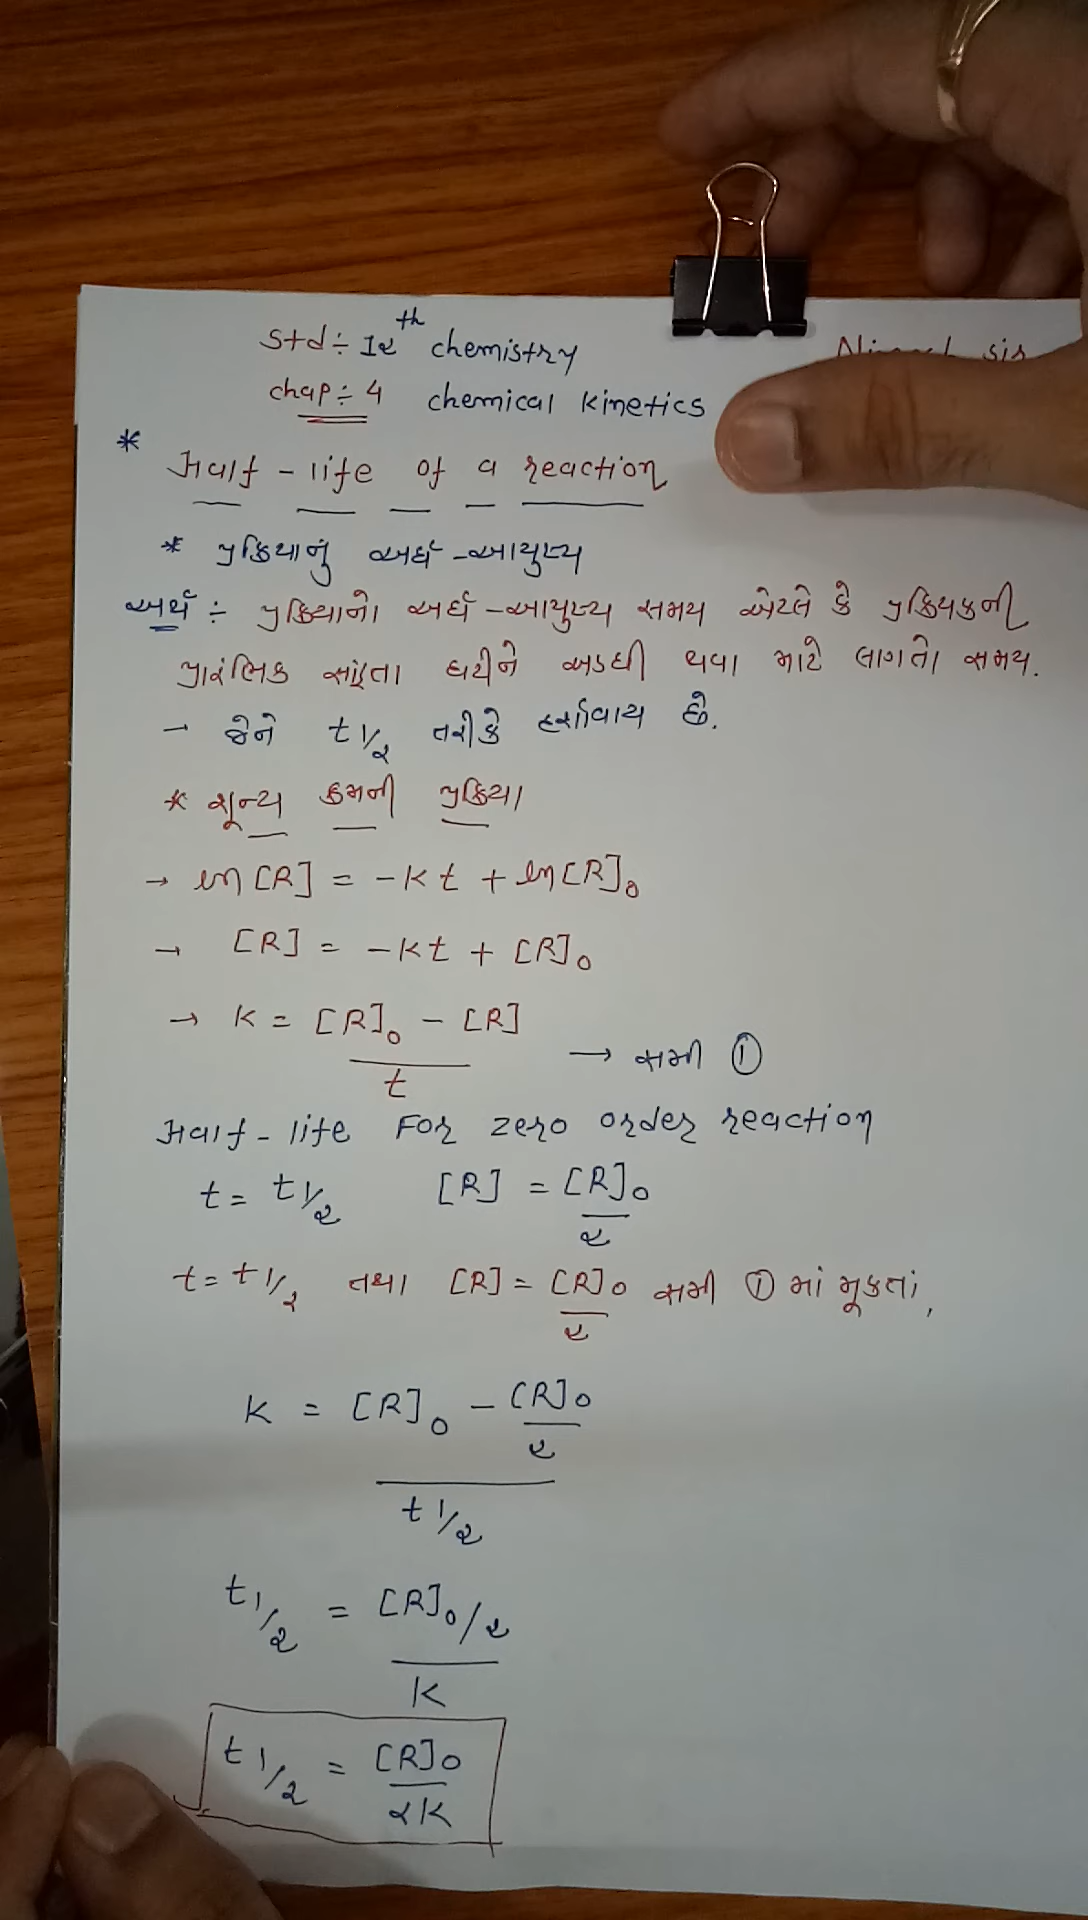 Std ÷ 12th chemistry
sir
chap ÷ 4 chemical kinetics
* Half - life of a reaction
* પ્રક્રિયાનું અર્ધ - આયુષ્ય
અર્થ ÷ પ્રક્રિયાનો અર્ધ - આયુષ્ય સમય એટલે કે પ્રક્રિયકની
પ્રારંભિક સાંદ્રતા ઘટીને અડધી થવા માટે લાગતો સમય.
→ જેને t1/2 તરીકે દર્શાવાય છે.
* શૂન્ય ક્રમની પ્રક્રિયા
→ ln [R] = -kt + ln [R]0
→ [R] = -kt + [R]0
→ k = [R]0 - [R]
t
→ સમી ①
Half - life For zero order reaction
t = t1/2 [R] = [R]0
2
t = t1/2 તથા [R] = [R]0 સમી ① માં મૂકતાં,
2
k = [R]0 - [R]0
2
t1/2
t1/2 = [R]0/2
k
t1/2 = [R]0
2k